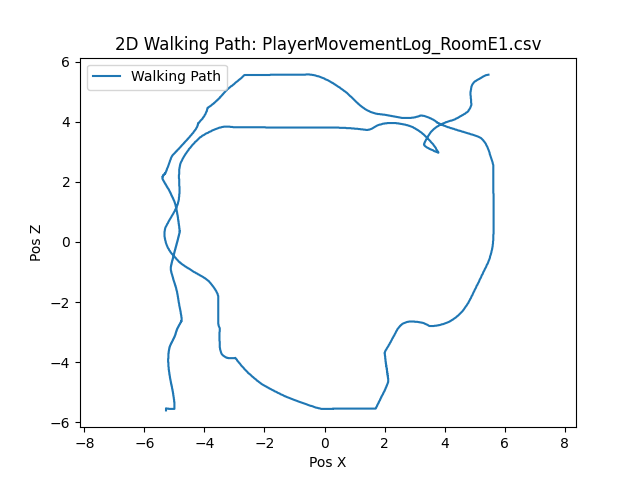 2D Walking Path: PlayerMovementLog_RoomE1.csv
Walking Path
6
4
2
0
−2
−4
−6
Pos Z
−8 −6 −4 −2 0 2 4 6 8
Pos X